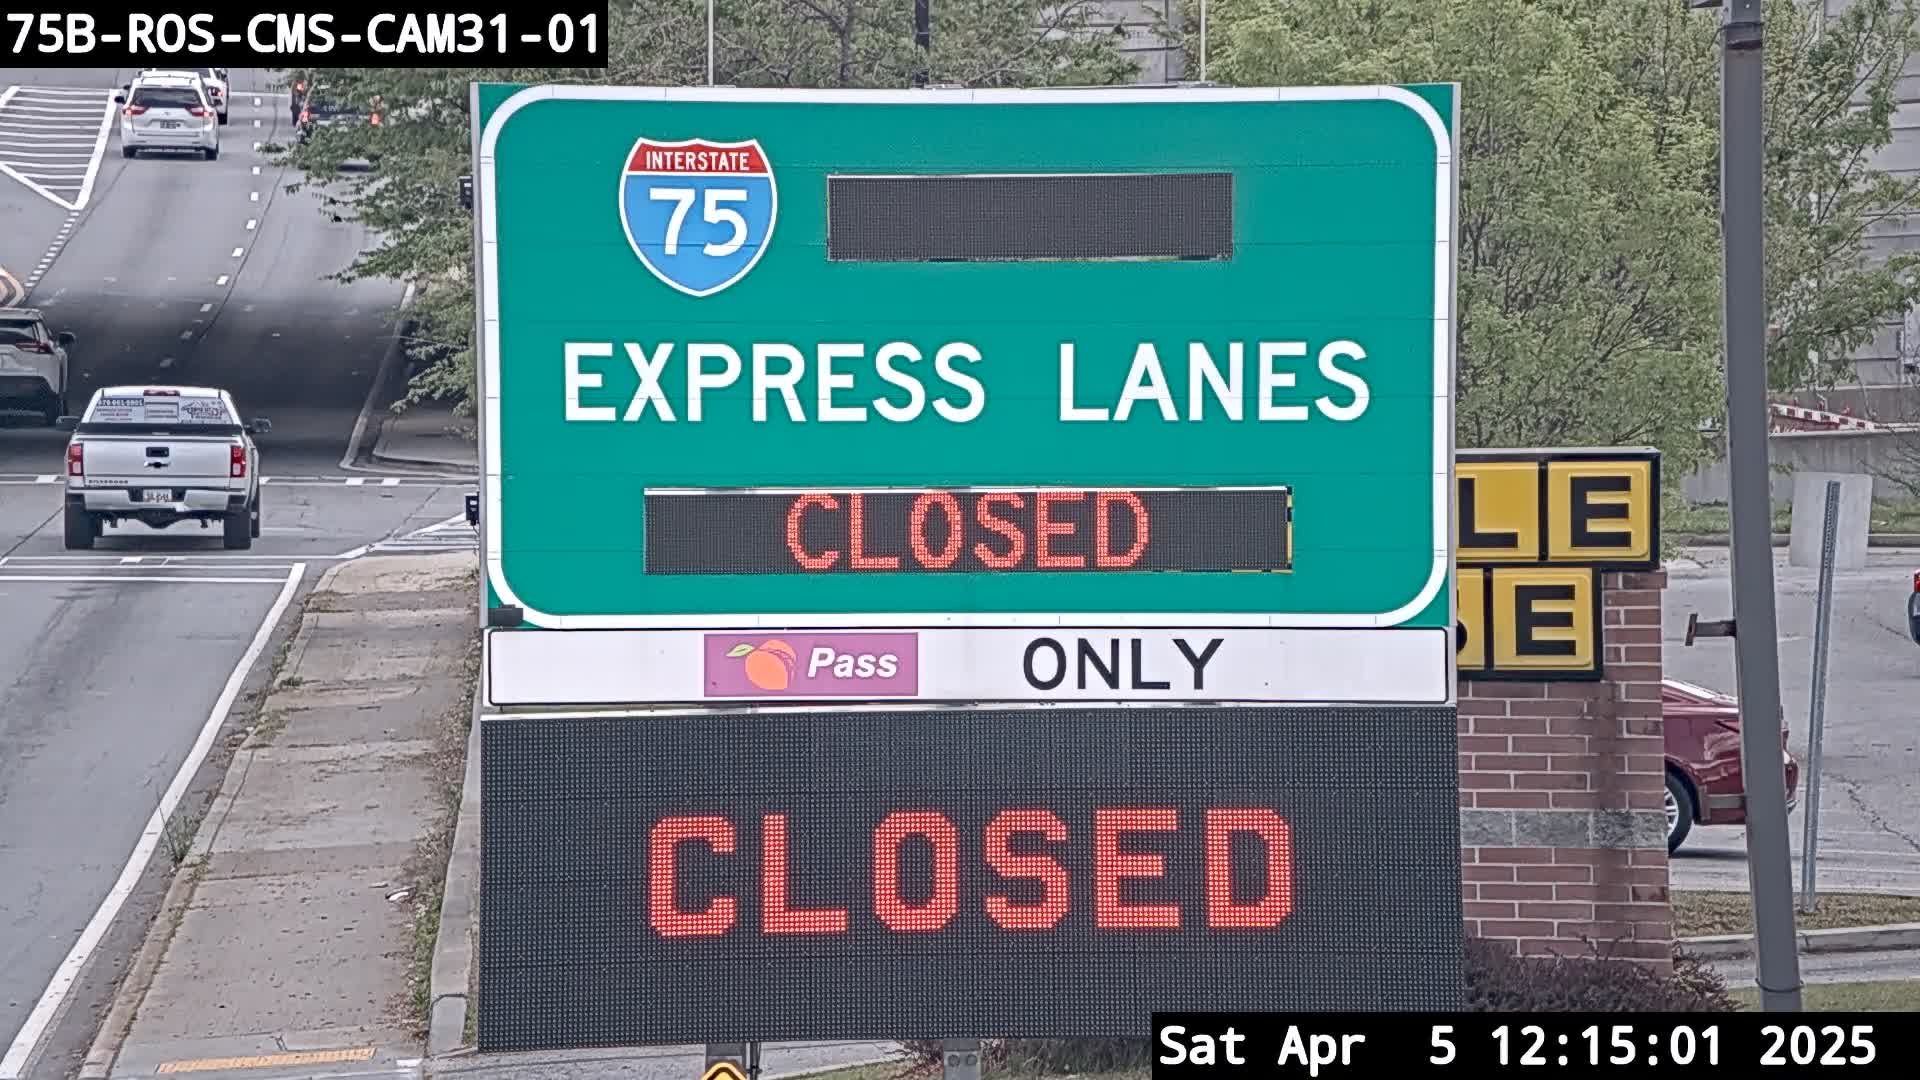 75B-ROS-CMS-CAM31-01
INTERSTATE
75
EXPRESS LANES
CLOSED
Pass ONLY
CLOSED
LE
E
Sat Apr 5 12:15:01 2025